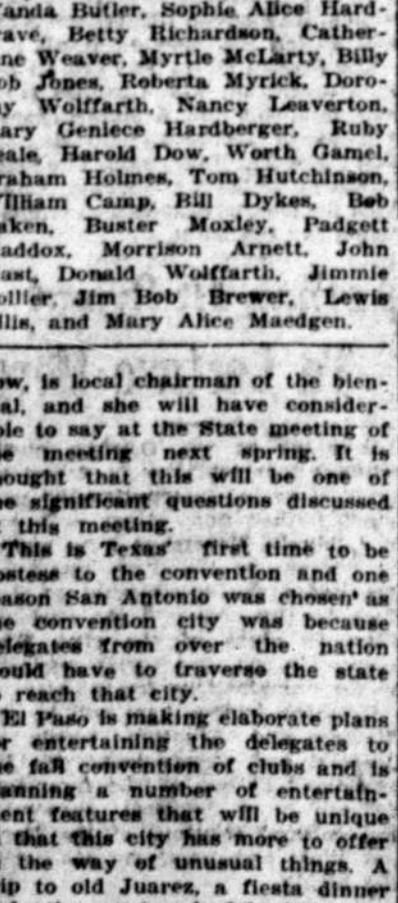 anda Butler, Sophie Alice Hard-
ave, Betty Richardson, Cather-
ne Weaver, Myrtle McLarty, Billy
ob Jones, Roberta Myrick, Doro-
y Wolffarth, Nancy Leaverton,
ary Geniece Hardberger, Ruby
eale, Harold Dow, Worth Gamel,
raham Holmes, Tom Hutchinson,
illiam Camp, Bill Dykes, Bob
aken, Buster Moxley, Padgett
addox, Morrison Arnett, John
ast, Donald Wolffarth, Jimmie
ollier, Jim Bob Brewer, Lewis
llis, and Mary Alice Maedgen.
ow, is local chairman of the bien-
al, and she will have consider-
ble to say at the State meeting of
e meeting next spring. It is
ought that this will be one of
e significant questions discussed
t this meeting.
This is Texas' first time to be
ostess to the convention and one
eason San Antonio was chosen as
e convention city was because
elegates from over the nation
ould have to traverse the state
o reach that city.
El Paso is making elaborate plans
r entertaining the delegates to
e fall convention of clubs and is
anning a number of entertain-
ent features that will be unique
that this city has more to offer
the way of unusual things. A
ip to old Juarez, a fiesta dinner